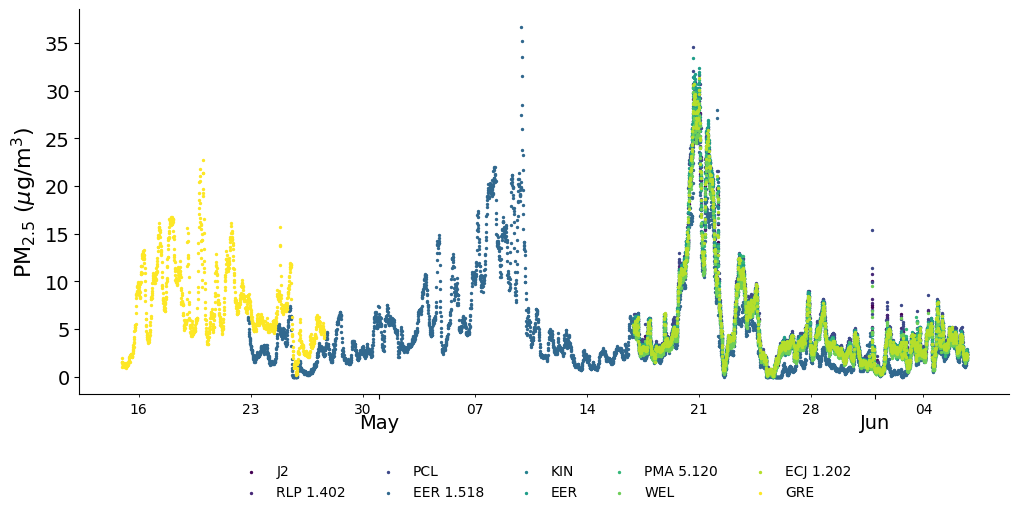 PM2.5 (μg/m3)
35
30
25
20
15
10
5
0
16 23 30 07 14 21 28 04
May Jun
J2 PCL KIN PMA 5.120 ECJ 1.202
RLP 1.402 EER 1.518 EER WEL GRE